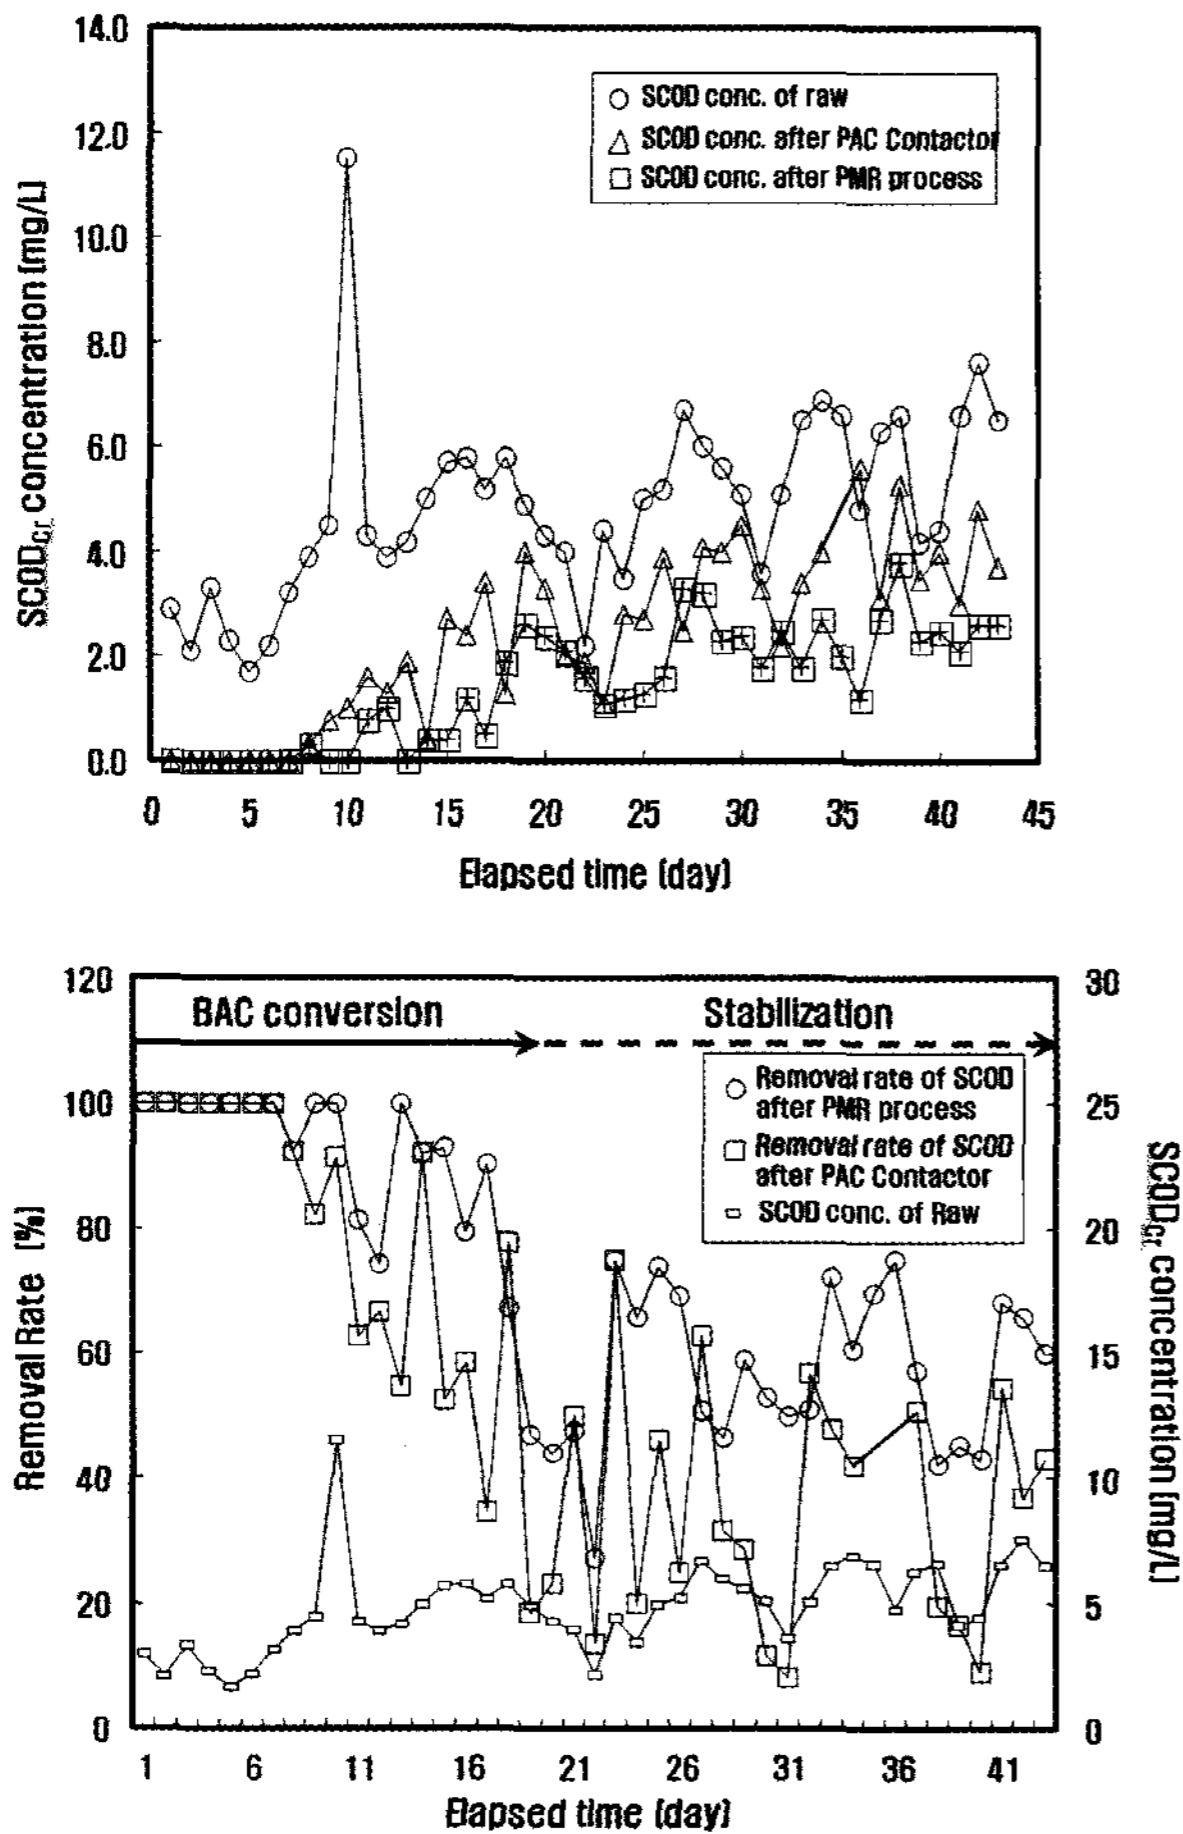 14.0
12.0
10.0
8.0
6.0
4.0
2.0
0.0
SCODCr concentration [mg/L]
SCOD conc. of raw
SCOD conc. after PAC Contactor
SCOD conc. after PMR process
0 5 10 15 20 25 30 35 40 45
Elapsed time [day]
120
100
80
60
40
20
0
Removal Rate [%]
BAC conversion
Stabilization
Removal rate of SCOD
after PMR process
Removal rate of SCOD
after PAC Contactor
SCOD conc. of Raw
30
25
20
15
10
5
0
SCODCr concentration [mg/L]
1 6 11 16 21 26 31 36 41
Elapsed time [day]